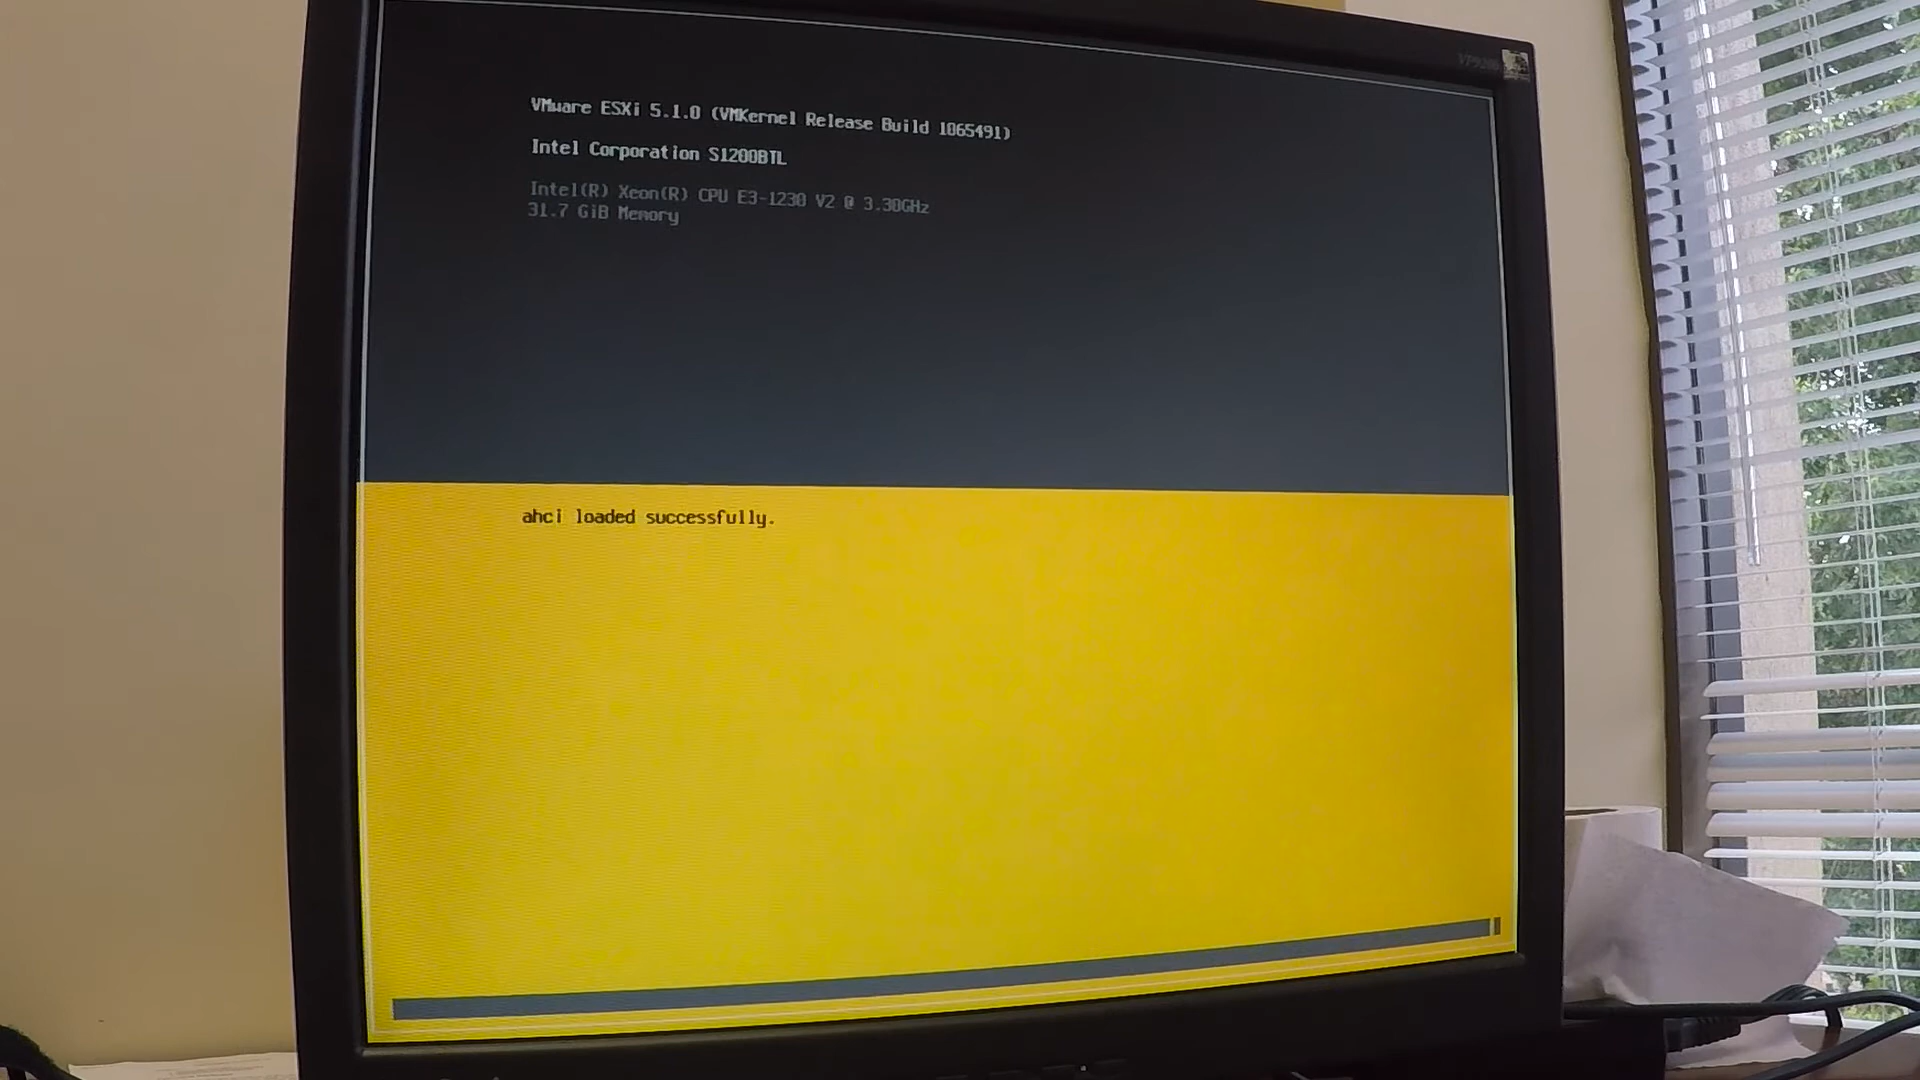 VMware ESXi 5.1.0 (VMKernel Release Build 1065491)
Intel Corporation S1200BTL
Intel(R) Xeon(R) CPU E3-1230 V2 @ 3.30GHz
31.7 GiB Memory
ahci loaded successfully.